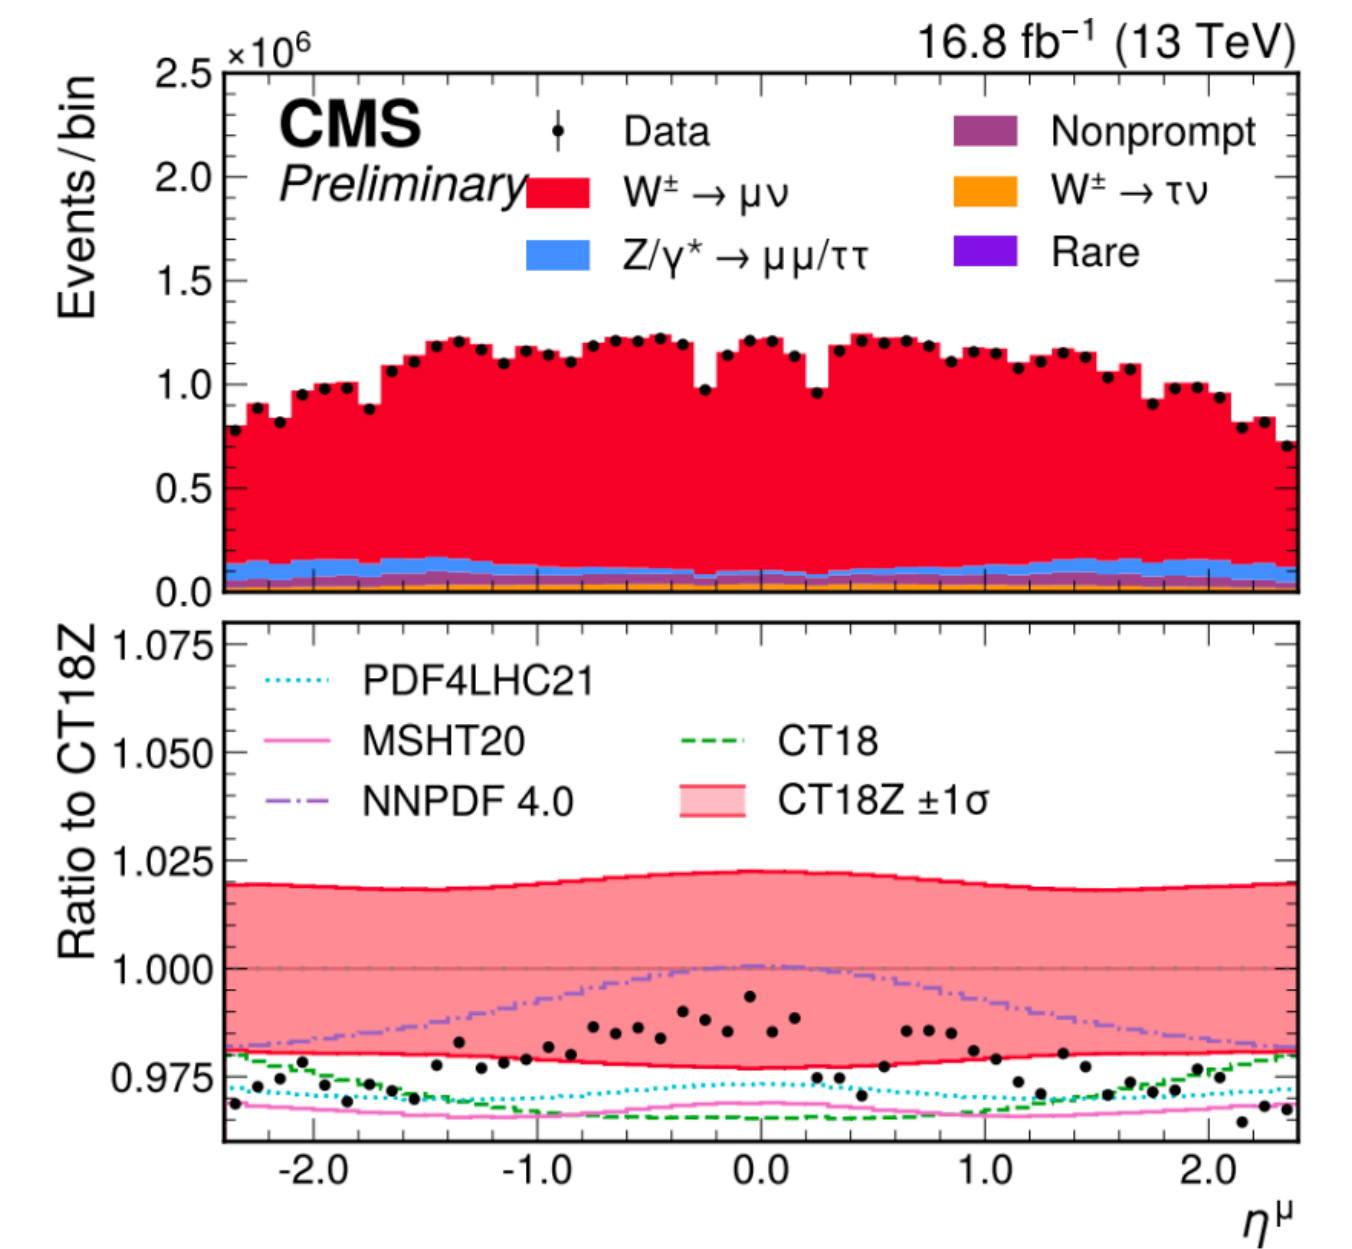 ×10⁶
16.8 fb⁻¹ (13 TeV)
Events/bin
2.5
2.0
1.5
1.0
0.5
0.0
CMS
Preliminary
Data
Nonprompt
W± → μν
W± → τν
Z/γ* → μμ/ττ
Rare
Ratio to CT18Z
1.075
1.050
1.025
1.000
0.975
PDF4LHC21
MSHT20
CT18
NNPDF 4.0
CT18Z ±1σ
-2.0 -1.0 0.0 1.0 2.0
η^μ